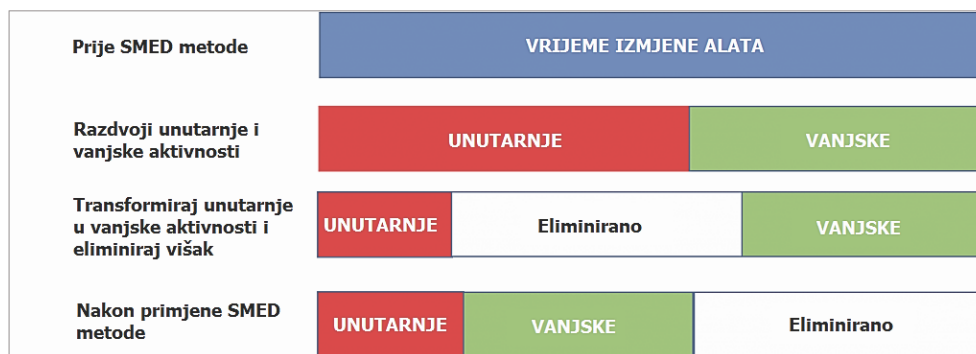 Prije SMED metode
VRIJEME IZMJENE ALATA
Razdvoji unutarnje i
vanjske aktivnosti
UNUTARNJE
VANJSKE
Transformiraj unutarnje
u vanjske aktivnosti i
eliminiraj višak
UNUTARNJE
Eliminirano
VANJSKE
Nakon primjene SMED
metode
UNUTARNJE
VANJSKE
Eliminirano